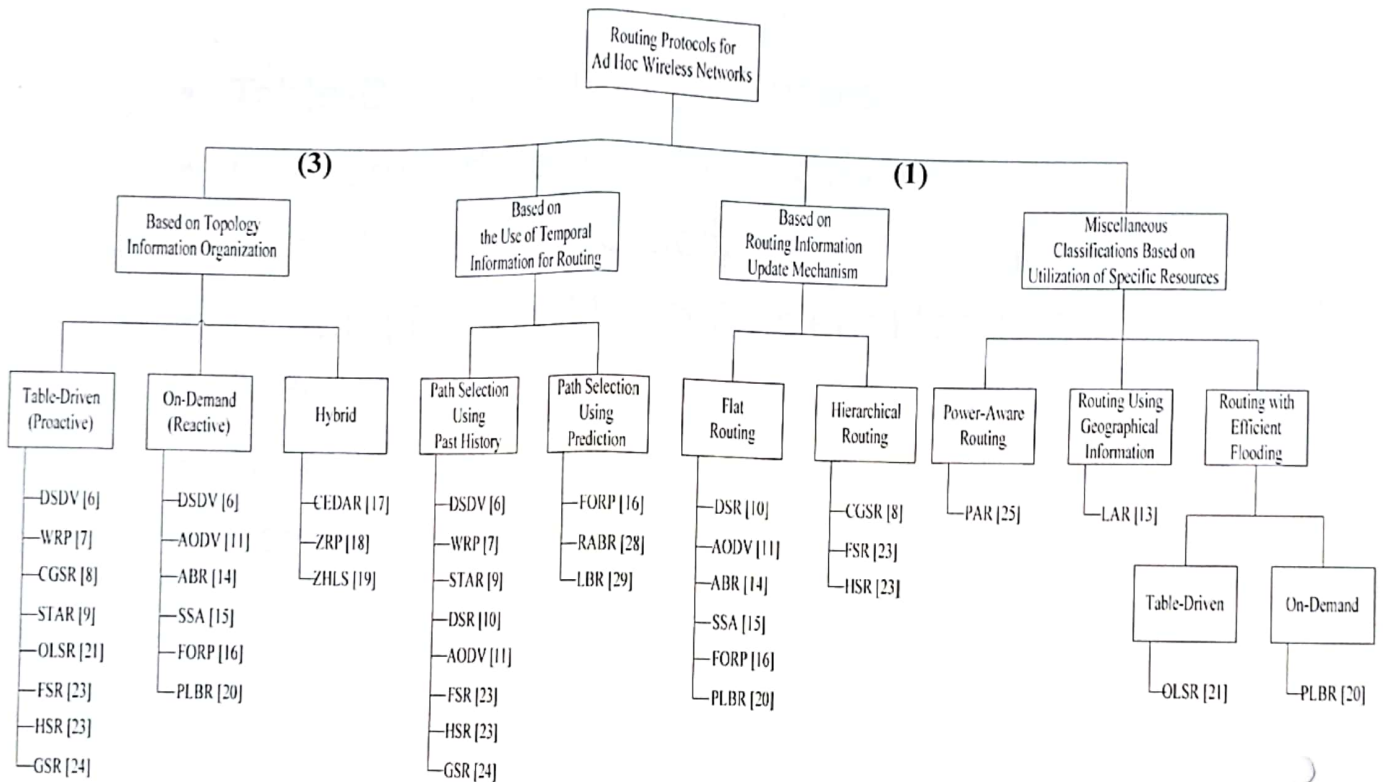 Routing Protocols for
Ad Hoc Wireless Networks
(3)
(1)
Based on Topology
Information Organization
Based on
the Use of Temporal
Information for Routing
Based on
Routing Information
Update Mechanism
Miscellaneous
Classifications Based on
Utilization of Specific Resources
Table-Driven
(Proactive)
On-Demand
(Reactive)
Hybrid
Path Selection
Using
Past History
Path Selection
Using
Prediction
Flat
Routing
Hierarchical
Routing
Power-Aware
Routing
Routing Using
Geographical
Information
Routing with
Efficient
Flooding
DSDV [6]
WRP [7]
CGSR [8]
STAR [9]
OLSR [21]
FSR [23]
HSR [23]
GSR [24]
DSDV [6]
AODV [11]
ABR [14]
SSA [15]
FORP [16]
PLBR [20]
CEDAR [17]
ZRP [18]
ZHLS [19]
DSDV [6]
WRP [7]
STAR [9]
DSR [10]
AODV [11]
FSR [23]
HSR [23]
GSR [24]
FORP [16]
RABR [28]
LBR [29]
DSR [10]
AODV [11]
ABR [14]
SSA [15]
FORP [16]
PLBR [20]
CGSR [8]
FSR [23]
HSR [23]
PAR [25]
LAR [13]
Table-Driven
On-Demand
OLSR [21]
PLBR [20]